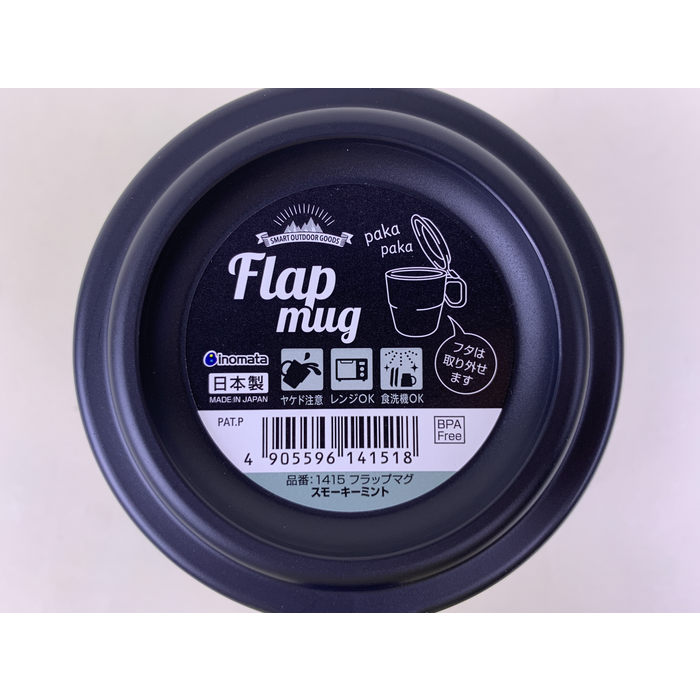 SMART OUTDOOR GOODS
Flap
mug
paka
paka
フタは
取り外せ
ます
inomata
日本製
MADE IN JAPAN
ヤケド注意
レンジOK
食洗機OK
PAT.P
BPA
Free
4 905596 141518
品番:1415 フラップマグ
スモーキーミント